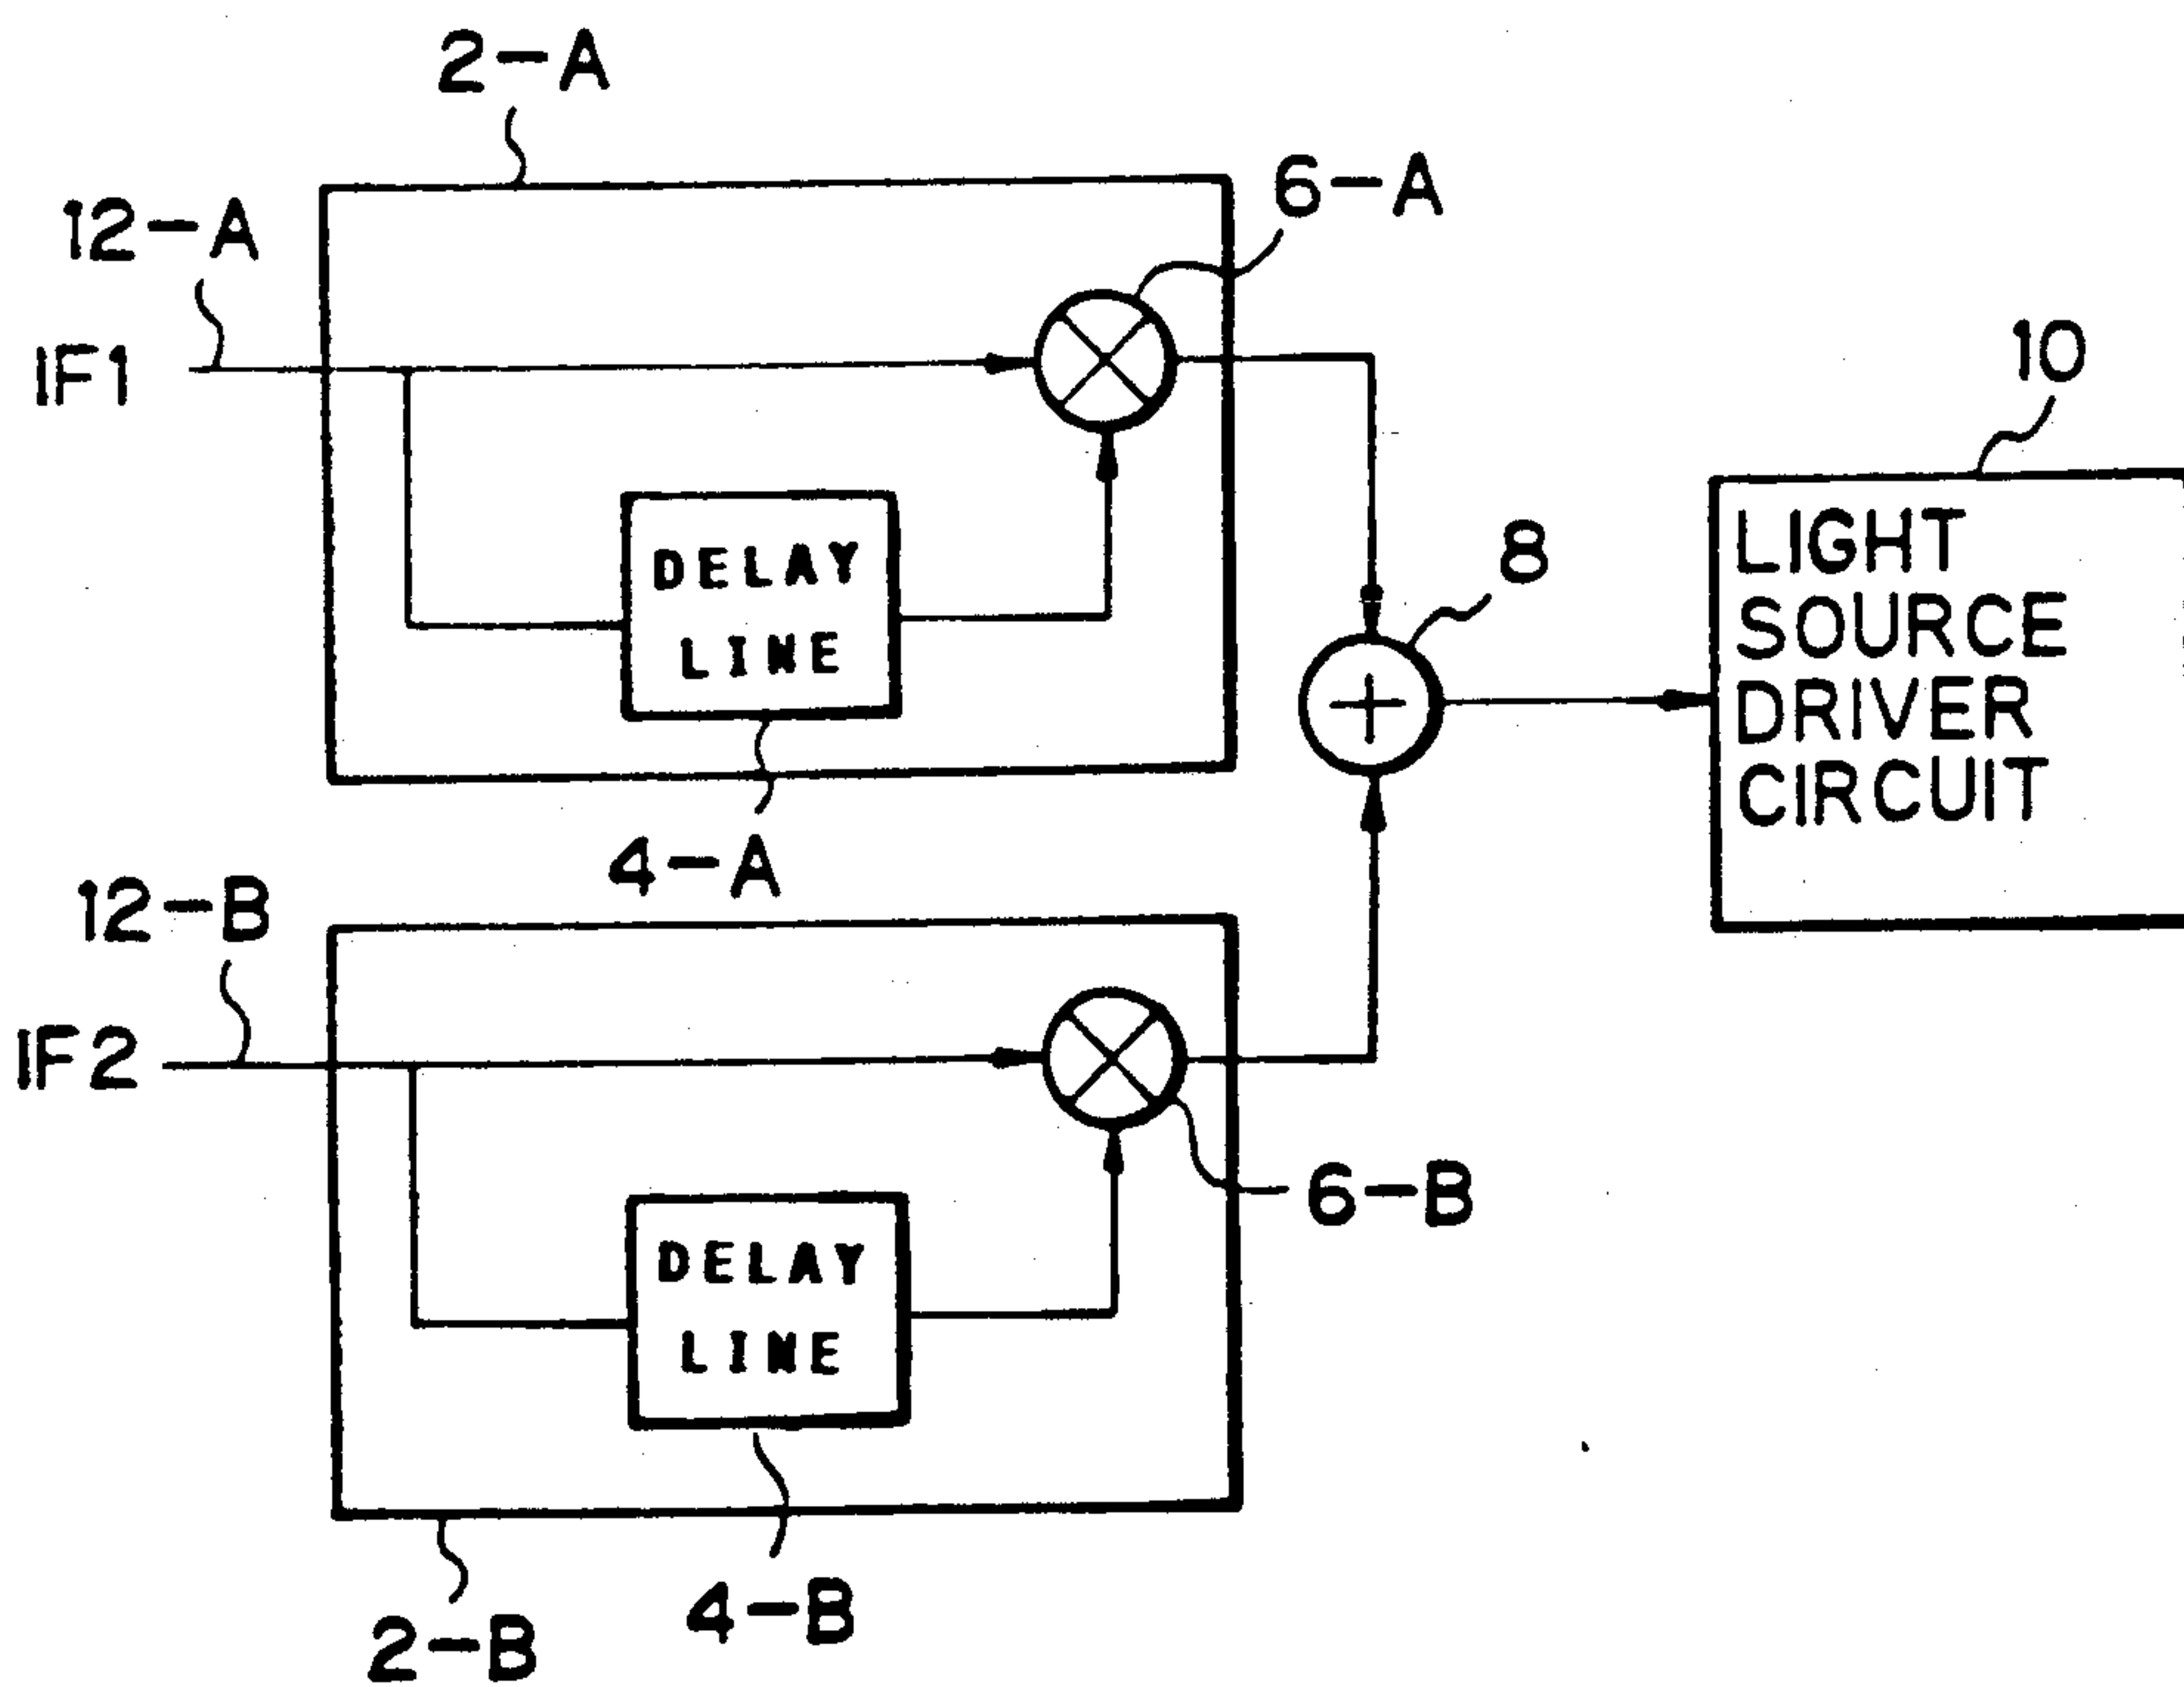 2-A
12-A
6-A
IF1
10
DELAY
LINE
8
LIGHT
SOURCE
DRIVER
CIRCUIT
4-A
12-B
IF2
6-B
DELAY
LINE
4-B
2-B